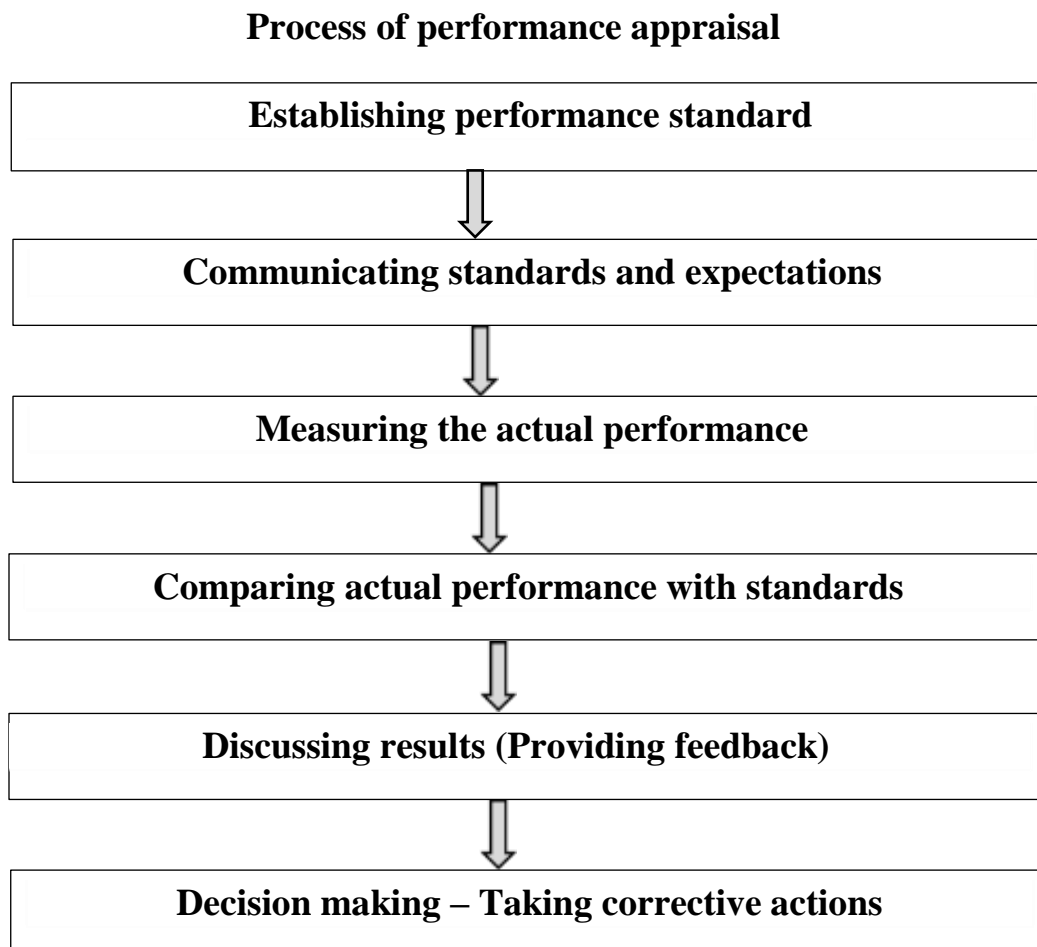 Process of performance appraisal
Establishing performance standard
Communicating standards and expectations
Measuring the actual performance
Comparing actual performance with standards
Discussing results (Providing feedback)
Decision making – Taking corrective actions